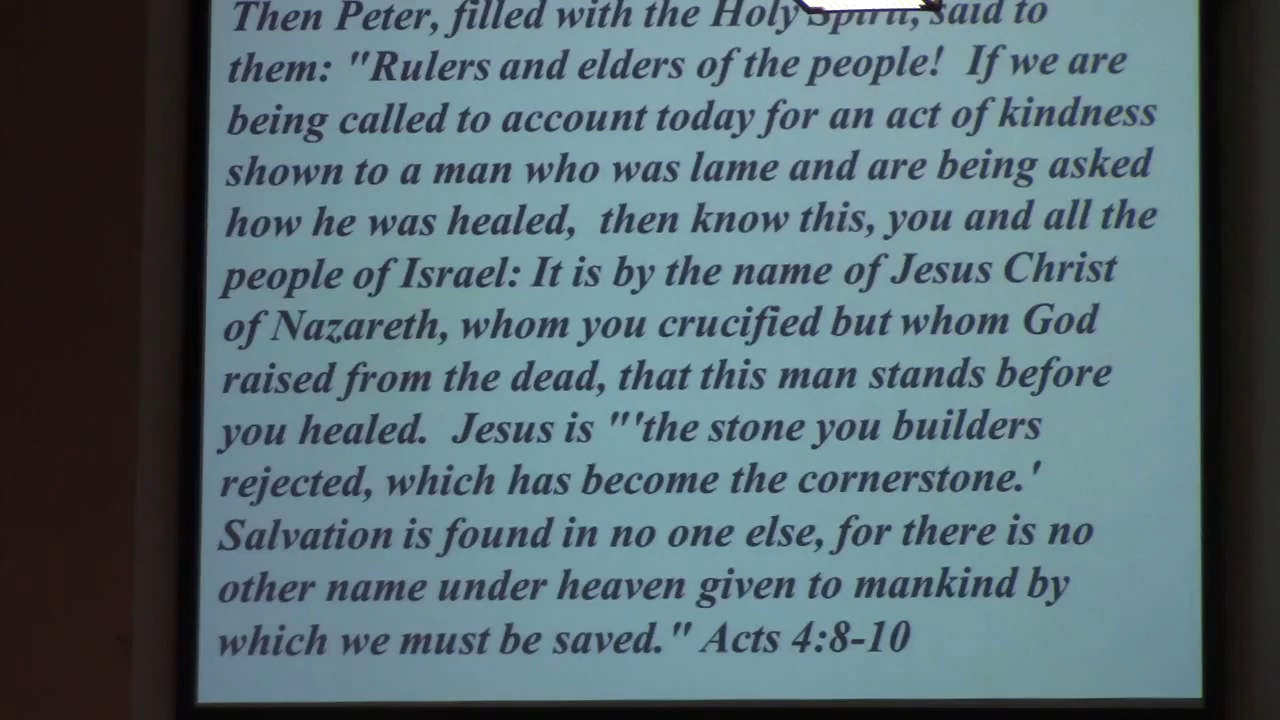 Then Peter, filled with the Holy Spirit, said to
them: "Rulers and elders of the people!  If we are
being called to account today for an act of kindness
shown to a man who was lame and are being asked
how he was healed,  then know this, you and all the
people of Israel: It is by the name of Jesus Christ
of Nazareth, whom you crucified but whom God
raised from the dead, that this man stands before
you healed.  Jesus is "'the stone you builders
rejected, which has become the cornerstone.'
Salvation is found in no one else, for there is no
other name under heaven given to mankind by
which we must be saved." Acts 4:8-10